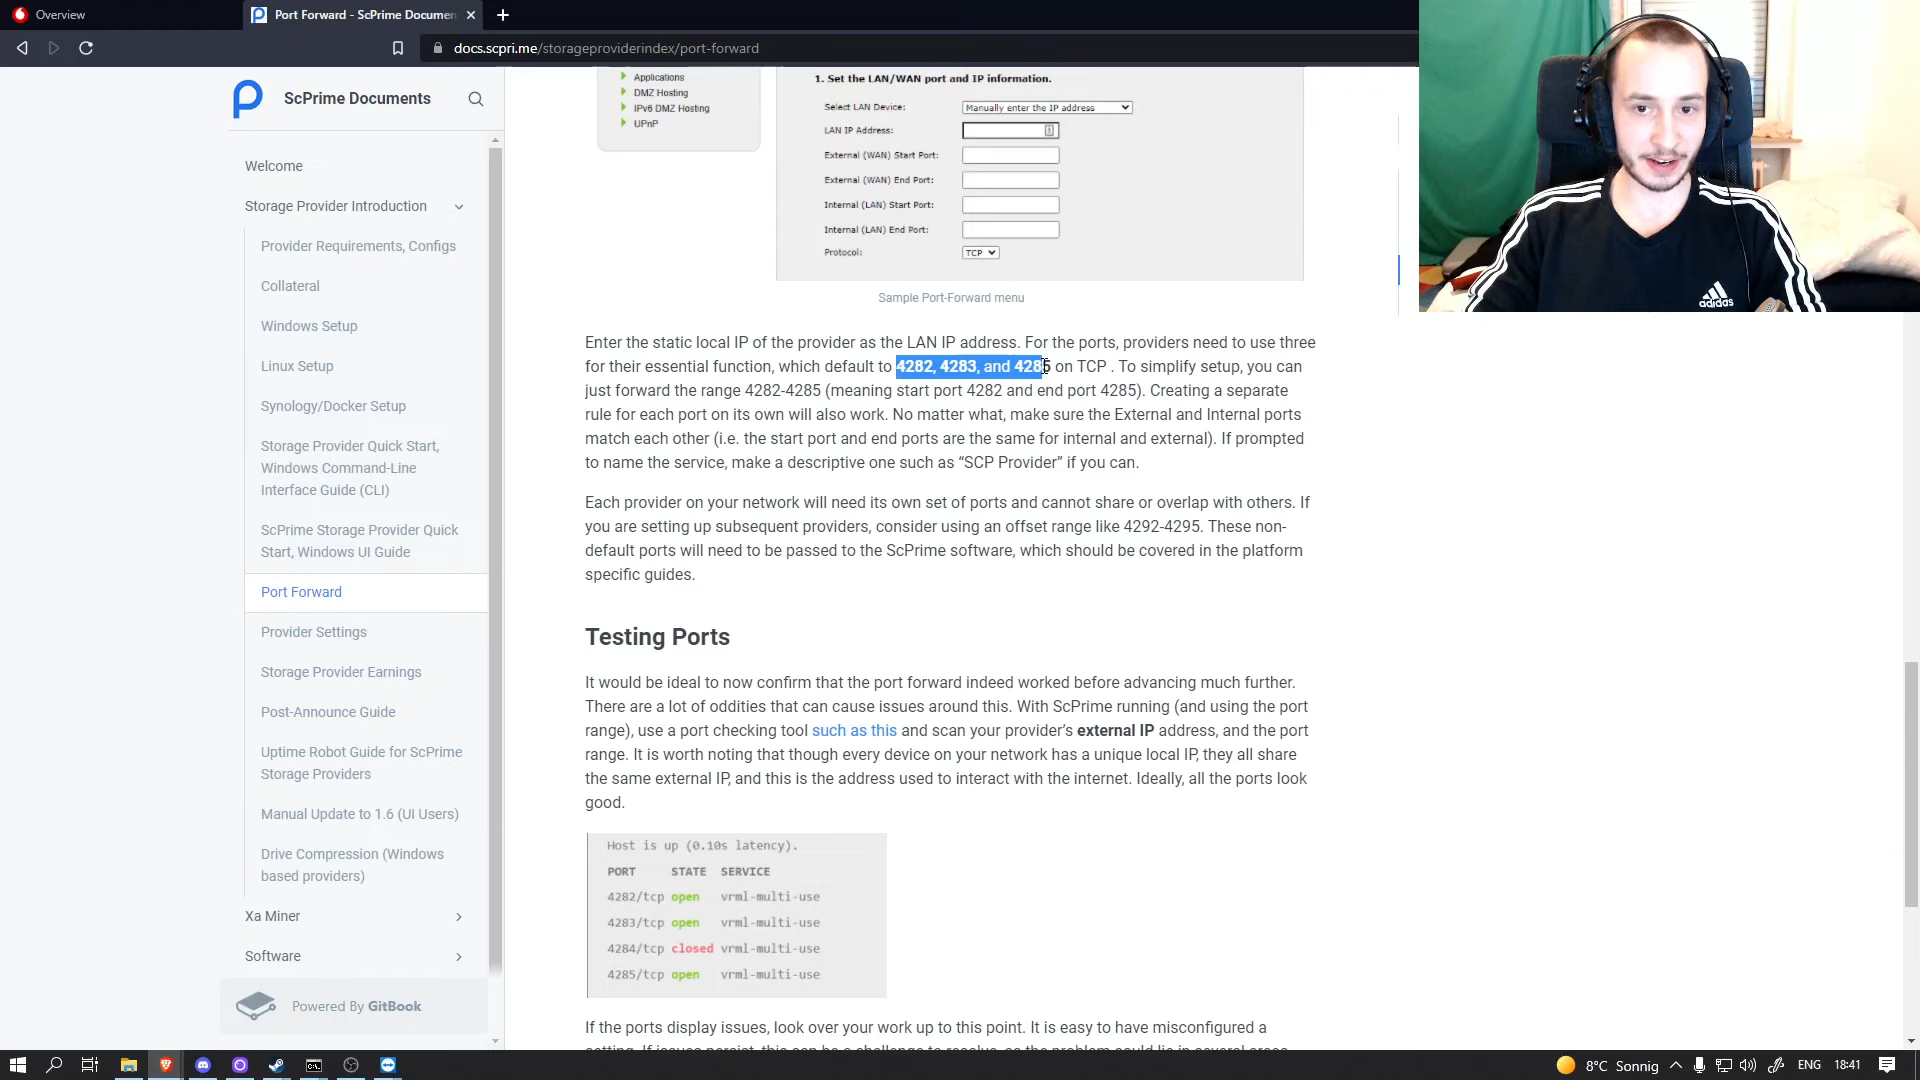 Overview
Port Forward - ScPrime Documen
docs.scpri.me/storageproviderindex/port-forward
ScPrime Documents
Welcome
Storage Provider Introduction
Provider Requirements, Configs
Collateral
Windows Setup
Linux Setup
Synology/Docker Setup
Storage Provider Quick Start,
Windows Command-Line
Interface Guide (CLI)
ScPrime Storage Provider Quick
Start, Windows UI Guide
Port Forward
Provider Settings
Storage Provider Earnings
Post-Announce Guide
Uptime Robot Guide for ScPrime
Storage Providers
Manual Update to 1.6 (UI Users)
Drive Compression (Windows
based providers)
Xa Miner
Software
Powered By GitBook
Applications
DMZ Hosting
IPv6 DMZ Hosting
UPnP
1. Set the LAN/WAN port and IP information.
Select LAN Device: Manually enter the IP address
LAN IP Address:
External (WAN) Start Port:
External (WAN) End Port:
Internal (LAN) Start Port:
Internal (LAN) End Port:
Protocol: TCP
Sample Port-Forward menu
Enter the static local IP of the provider as the LAN IP address. For the ports, providers need to use three
for their essential function, which default to 4282, 4283, and 4285 on TCP . To simplify setup, you can
just forward the range 4282-4285 (meaning start port 4282 and end port 4285). Creating a separate
rule for each port on its own will also work. No matter what, make sure the External and Internal ports
match each other (i.e. the start port and end ports are the same for internal and external). If prompted
to name the service, make a descriptive one such as “SCP Provider” if you can.
Each provider on your network will need its own set of ports and cannot share or overlap with others. If
you are setting up subsequent providers, consider using an offset range like 4292-4295. These non-
default ports will need to be passed to the ScPrime software, which should be covered in the platform
specific guides.
Testing Ports
It would be ideal to now confirm that the port forward indeed worked before advancing much further.
There are a lot of oddities that can cause issues around this. With ScPrime running (and using the port
range), use a port checking tool such as this and scan your provider’s external IP address, and the port
range. It is worth noting that though every device on your network has a unique local IP, they all share
the same external IP, and this is the address used to interact with the internet. Ideally, all the ports look
good.
Host is up (0.10s latency).
PORT STATE SERVICE
4282/tcp open vrml-multi-use
4283/tcp open vrml-multi-use
4284/tcp closed vrml-multi-use
4285/tcp open vrml-multi-use
If the ports display issues, look over your work up to this point. It is easy to have misconfigured a
adidas
8°C Sonnig
ENG
18:41